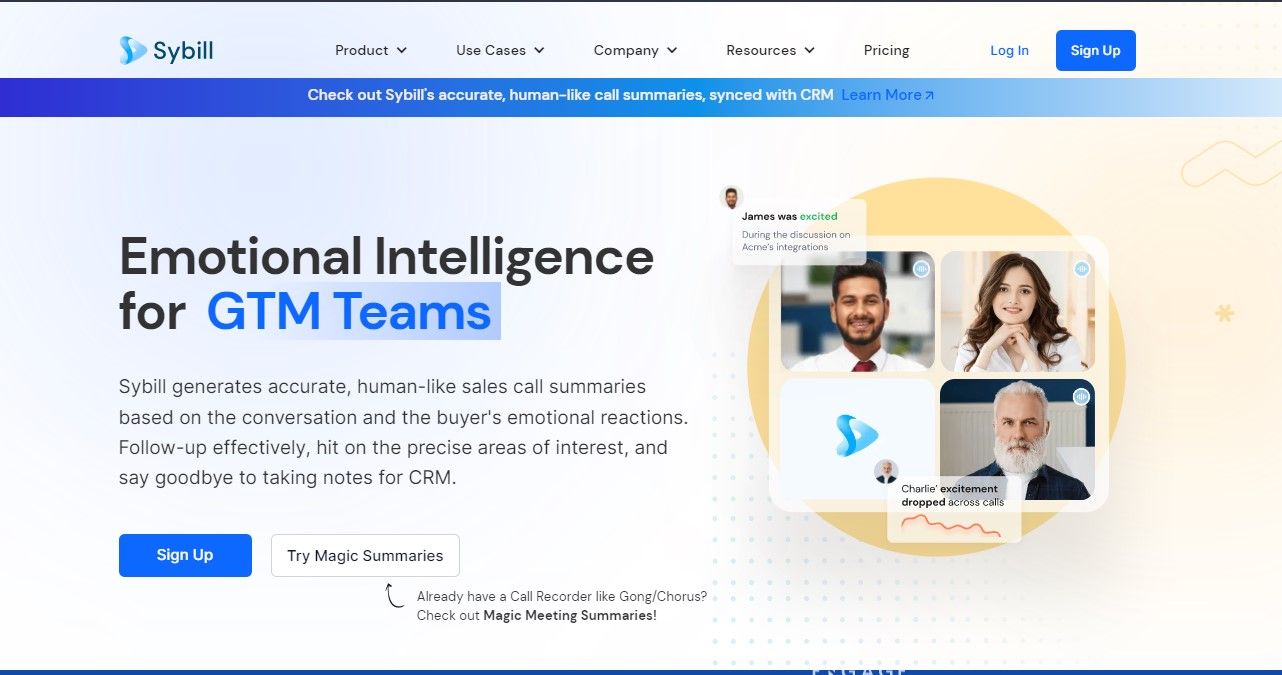 Sybill
Product
Use Cases
Company
Resources
Pricing
Log In
Sign Up
Check out Sybill's accurate, human-like call summaries, synced with CRM Learn More
Emotional Intelligence
for GTM Teams
Sybill generates accurate, human-like sales call summaries
based on the conversation and the buyer's emotional reactions.
Follow-up effectively, hit on the precise areas of interest, and
say goodbye to taking notes for CRM.
Sign Up
Try Magic Summaries
Already have a Call Recorder like Gong/Chorus?
Check out Magic Meeting Summaries!
James was excited
During the discussion on
Acme's integrations
Charlie' excitement
dropped across calls